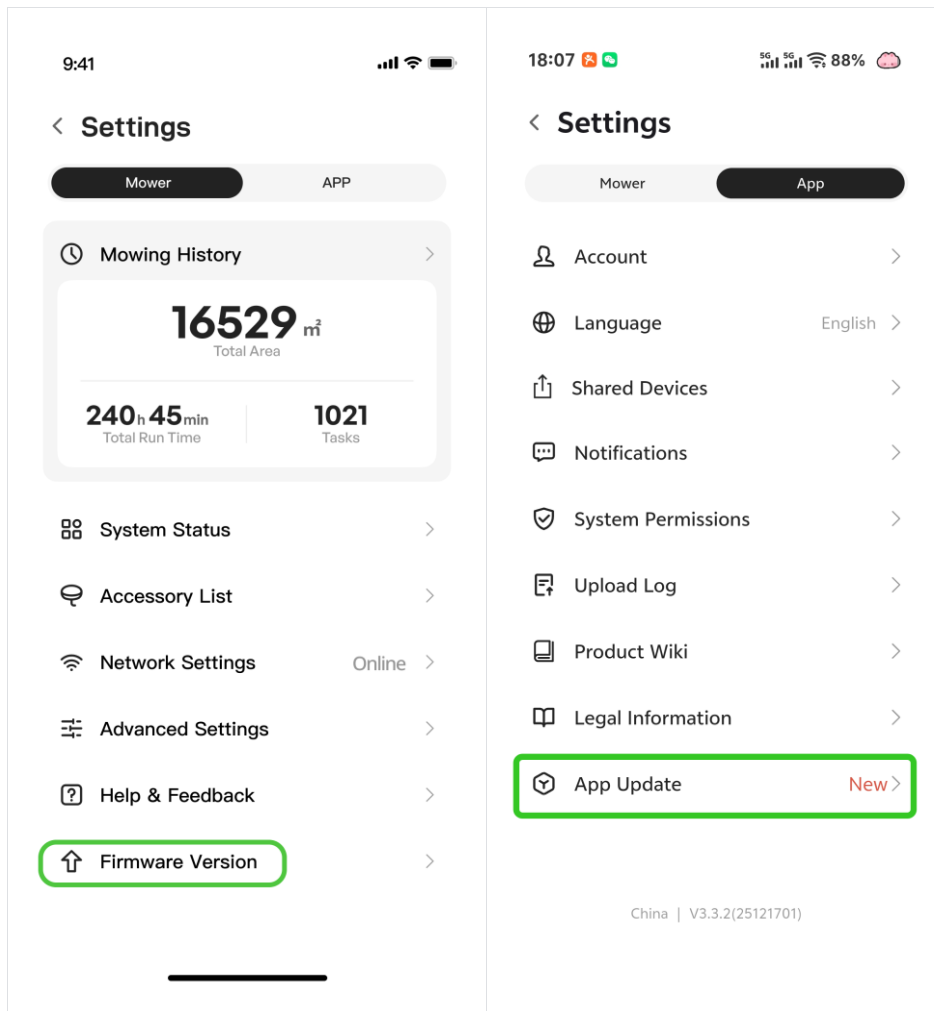 9:41
Settings
Mower
APP
Mowing History
16529 ㎡
Total Area
240h 45min
Total Run Time
1021
Tasks
System Status
Accessory List
Network Settings Online
Advanced Settings
Help & Feedback
Firmware Version
18:07 5G 5G 88%
Settings
Mower
App
Account
Language English
Shared Devices
Notifications
System Permissions
Upload Log
Product Wiki
Legal Information
App Update New
China | V3.3.2(25121701)